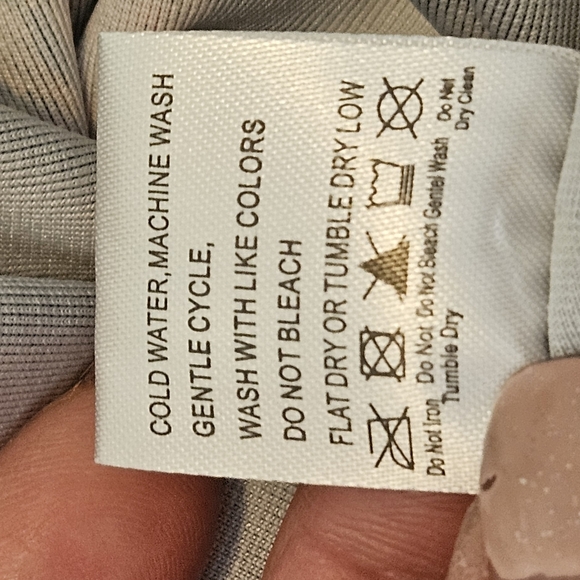 COLD WATER, MACHINE WASH
GENTLE CYCLE,
WASH WITH LIKE COLORS
DO NOT BLEACH
FLAT DRY OR TUMBLE DRY LOW
Do Not Iron
Do Not Tumble Dry
Do Not Bleach
Gentel Wash
Do Not Dry Clean